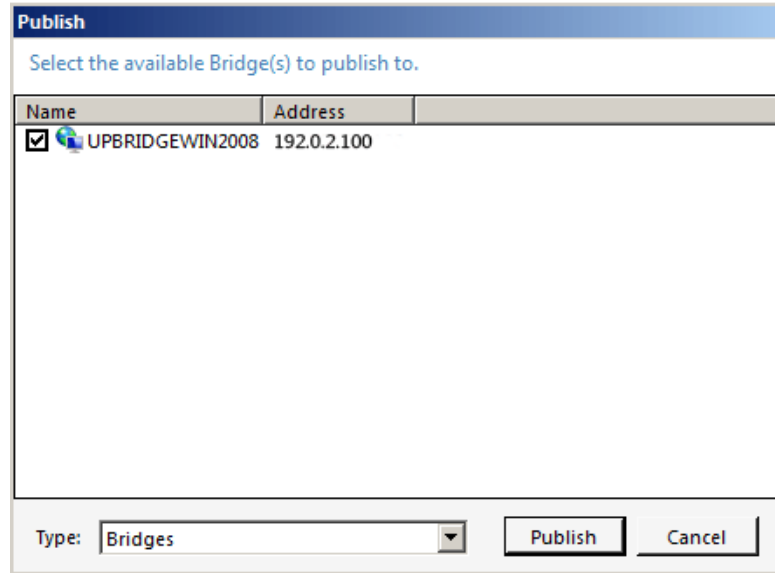 Publish
Select the available Bridge(s) to publish to.
Name Address
UPBRIDGEWIN2008 192.0.2.100
Type: Bridges Publish Cancel